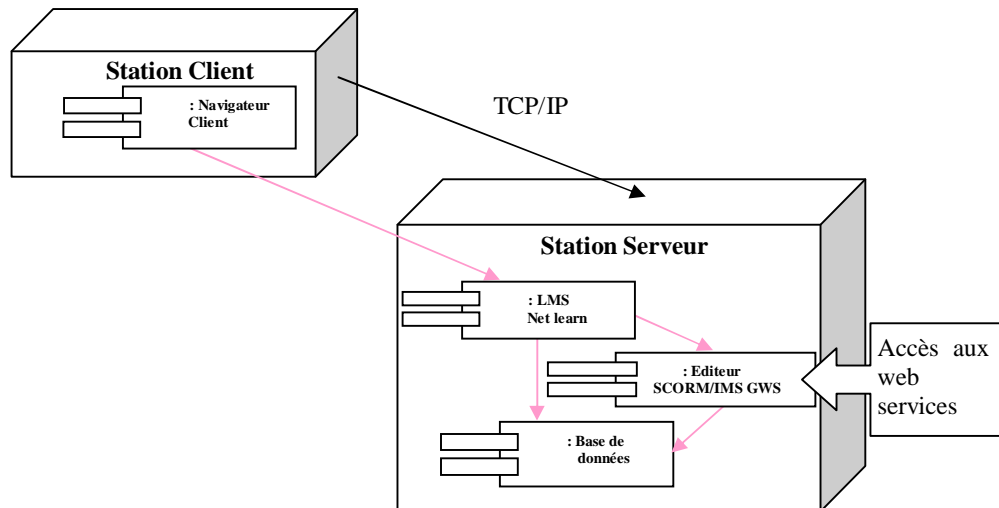 Station Client
: Navigateur
Client
TCP/IP
Station Serveur
: LMS
Net learn
: Editeur
SCORM/IMS GWS
Accès aux
web
services
: Base de
données